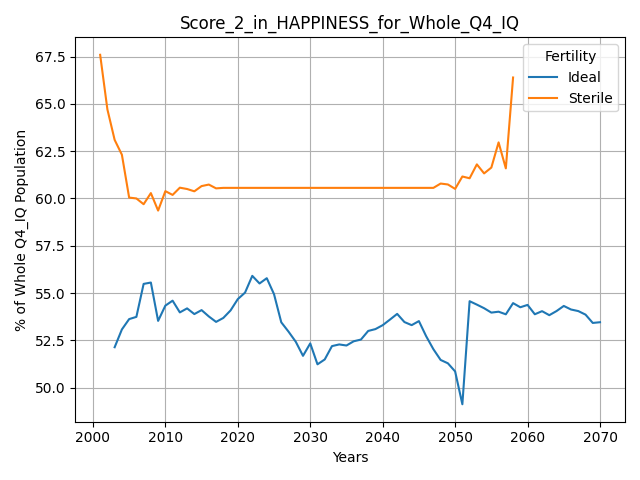 Score_2_in_HAPPINESS_for_Whole_Q4_IQ
Fertility
Ideal
Sterile
% of Whole Q4_IQ Population
67.5
65.0
62.5
60.0
57.5
55.0
52.5
50.0
2000 2010 2020 2030 2040 2050 2060 2070
Years